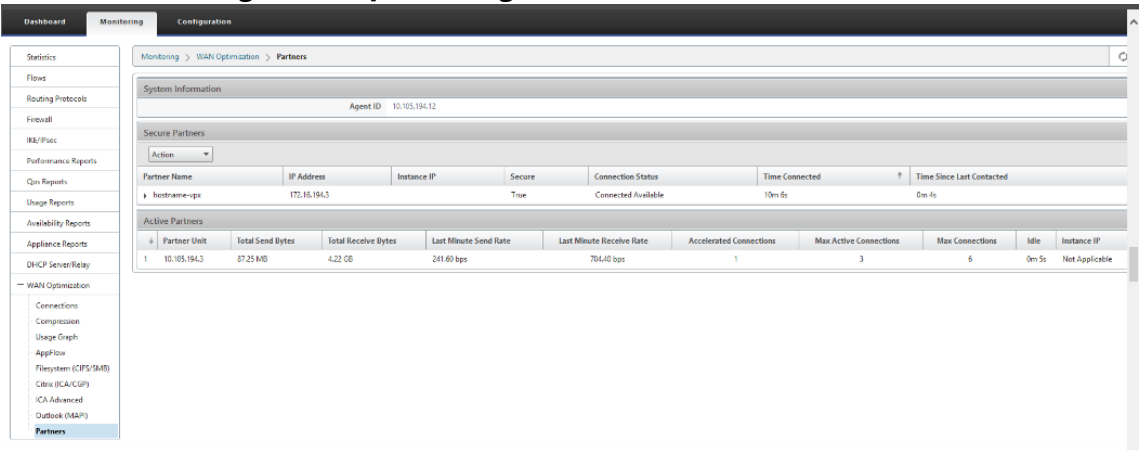 Dashboard Monitoring Configuration
Monitoring > WAN Optimization > Partners
Statistics
Flows
Routing Protocols
Firewall
IKE/IPsec
Performance Reports
Qos Reports
Usage Reports
Availability Reports
Appliance Reports
DHCP Server/Relay
WAN Optimization
Connections
Compression
Usage Graph
AppFlow
Filesystem (CIFS/SMB)
Citrix (ICA/CGP)
ICA Advanced
Outlook (MAPI)
Partners
System Information
Agent ID 10.105.194.12
Secure Partners
Action
Partner Name IP Address Instance IP Secure Connection Status Time Connected Time Since Last Contacted
hostname-vpx 172.16.194.3 True Connected Available 10m 6s 0m 4s
Active Partners
Partner Unit Total Send Bytes Total Receive Bytes Last Minute Send Rate Last Minute Receive Rate Accelerated Connections Max Active Connections Max Connections Idle Instance IP
1 10.105.194.3 87.25 MB 4.22 GB 241.60 bps 784.40 bps 1 3 6 0m 5s Not Applicable